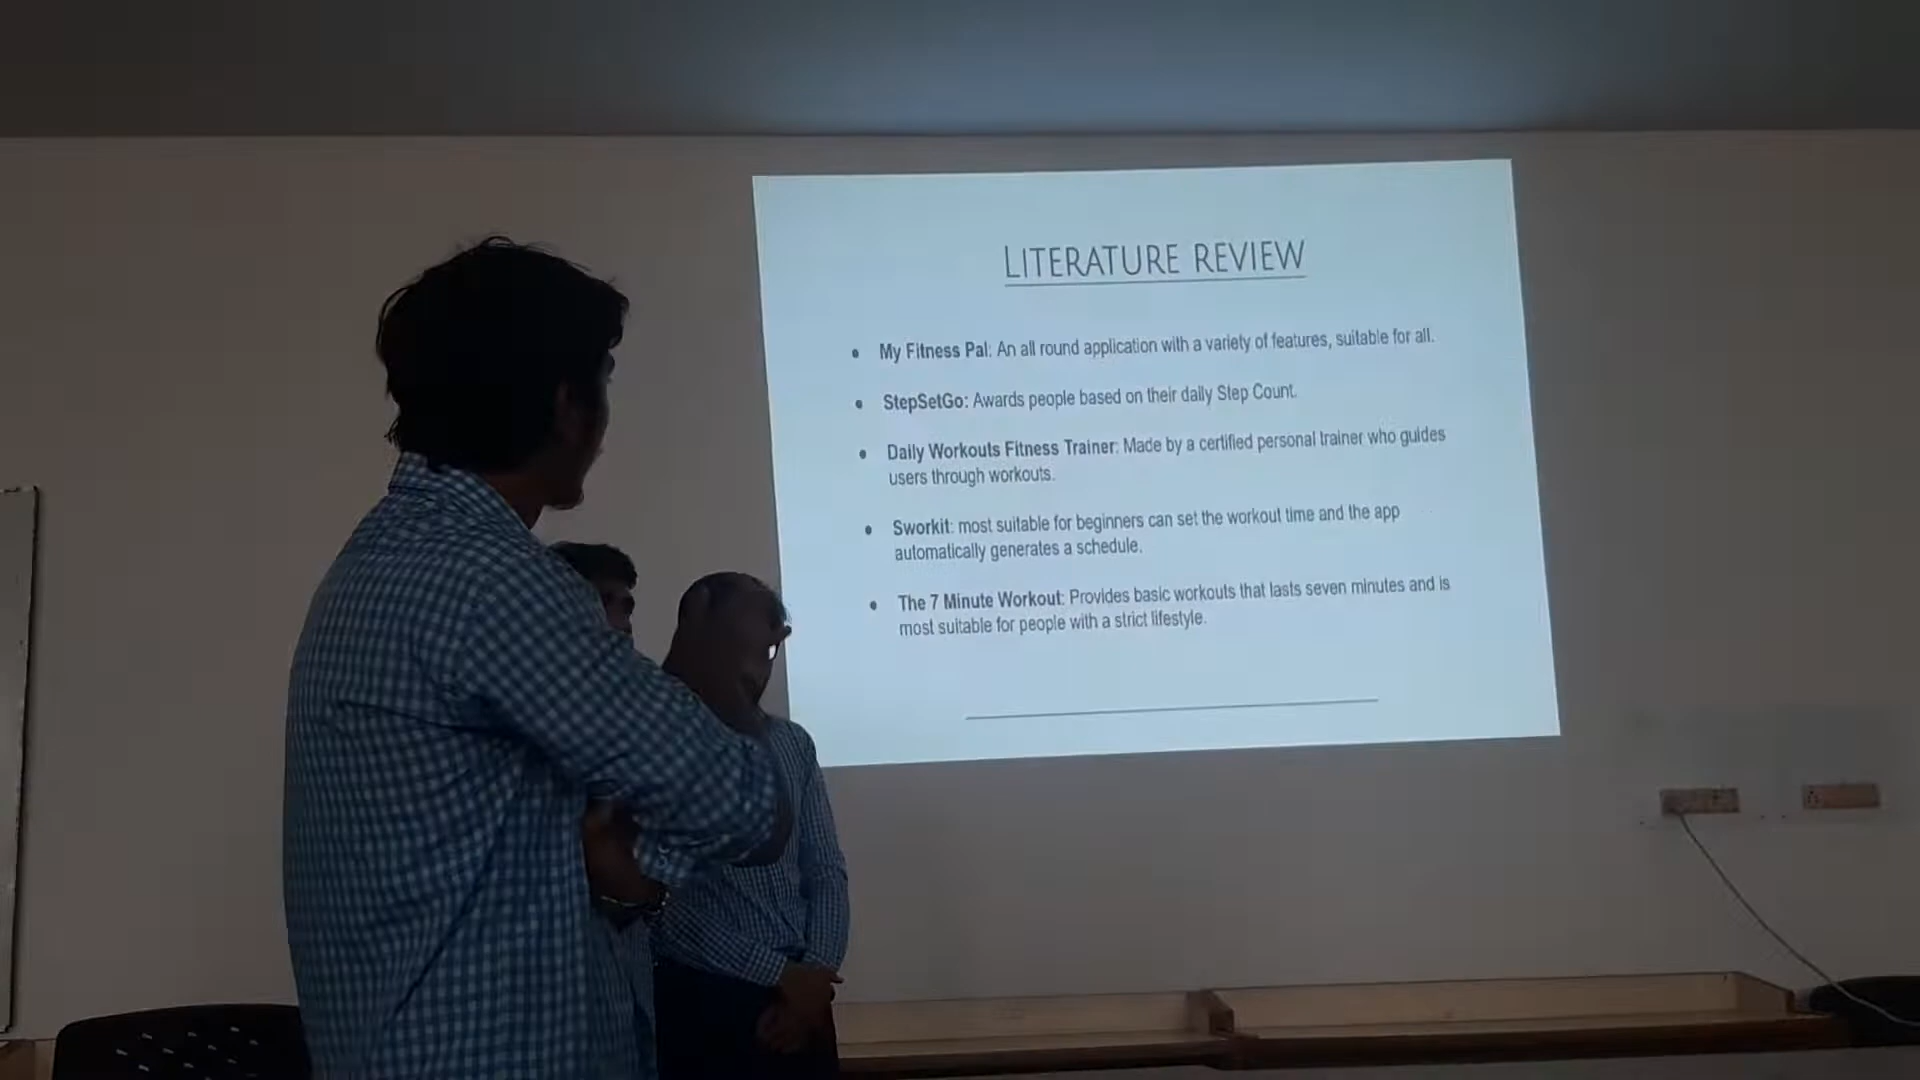 LITERATURE REVIEW
• My Fitness Pal: An all round application with a variety of features, suitable for all.
• StepSetGo: Awards people based on their daily Step Count.
• Daily Workouts Fitness Trainer: Made by a certified personal trainer who guides
users through workouts.
• Sworkit: most suitable for beginners can set the workout time and the app
automatically generates a schedule.
• The 7 Minute Workout: Provides basic workouts that lasts seven minutes and is
most suitable for people with a strict lifestyle.